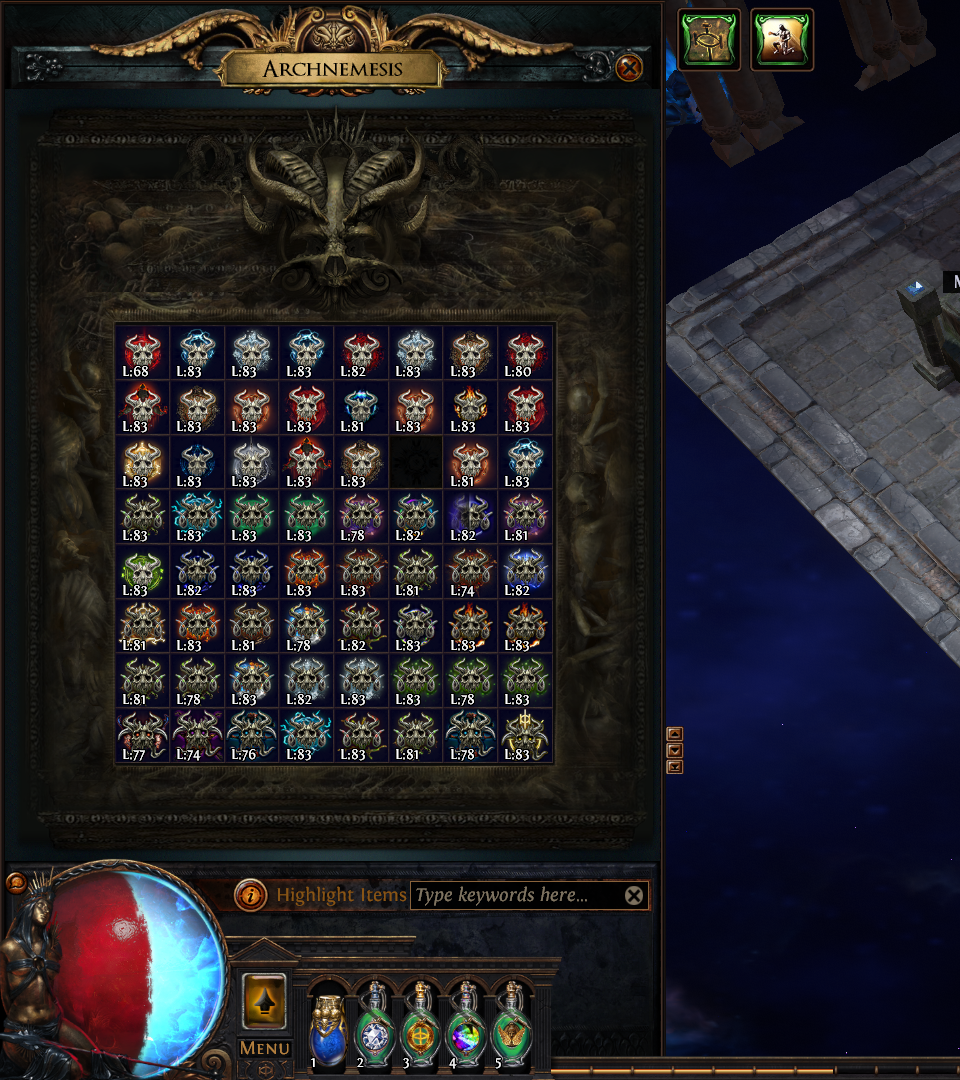 ARCHNEMESIS
L:68 L:83 L:83 L:83 L:82 L:83 L:83 L:80
L:83 L:83 L:83 L:83 L:81 L:83 L:83 L:83
L:83 L:83 L:83 L:83 L:83 L:81 L:83
L:83 L:83 L:83 L:83 L:78 L:82 L:82 L:81
L:83 L:82 L:83 L:83 L:83 L:81 L:74 L:82
L:81 L:83 L:81 L:78 L:82 L:83 L:83 L:83
L:81 L:78 L:83 L:82 L:83 L:83 L:78 L:83
L:77 L:74 L:76 L:83 L:83 L:81 L:78 L:83
Highlight Items Type keywords here...
MENU
1 2 3 4 5